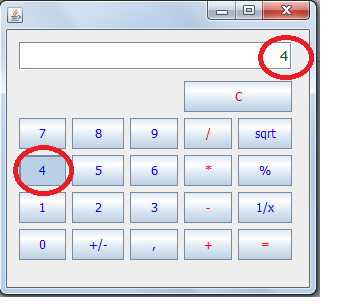 4
C
7 8 9 / sqrt
4 5 6 * %
1 2 3 - 1/x
0 +/- , + =